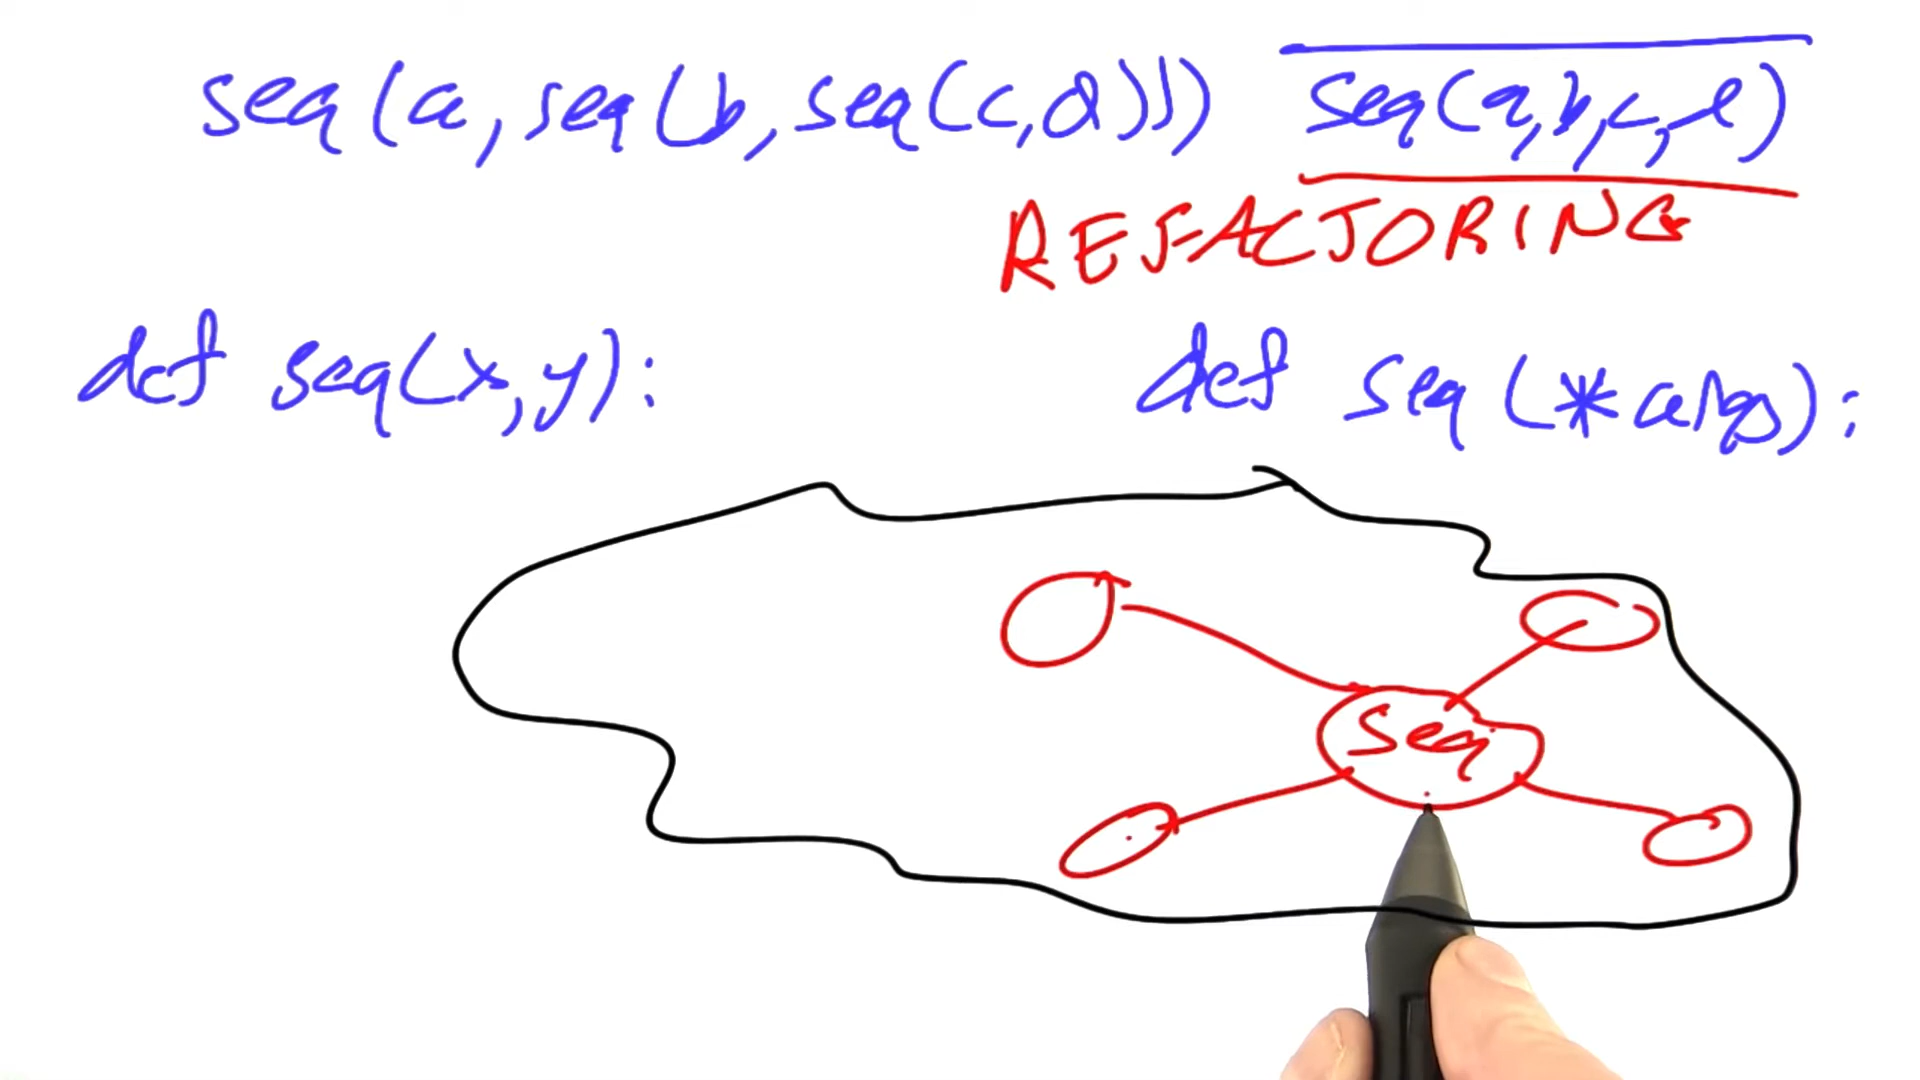 seq(a,seq(b,seq(c,d))) seq(a,b,c,d)
REFACTORING
def seq(x,y): def seq(*args):
seq